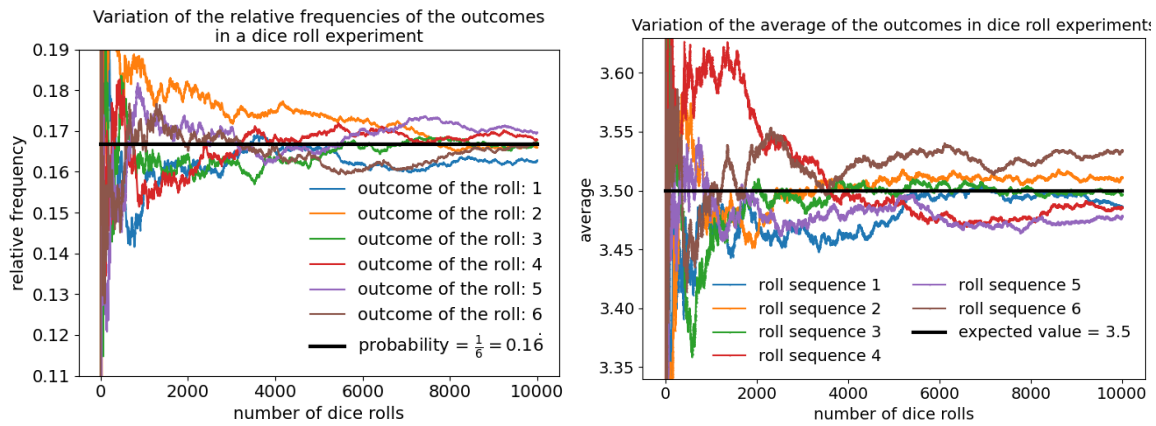 Variation of the relative frequencies of the outcomes
in a dice roll experiment
0.19
0.18
0.17
0.16
0.15
0.14
0.13
0.12
0.11
relative frequency
outcome of the roll: 1
outcome of the roll: 2
outcome of the roll: 3
outcome of the roll: 4
outcome of the roll: 5
outcome of the roll: 6
probability = 1/6 = 0.16̇
0 2000 4000 6000 8000 10000
number of dice rolls
Variation of the average of the outcomes in dice roll experiments
3.60
3.55
3.50
3.45
3.40
3.35
average
roll sequence 1
roll sequence 2
roll sequence 3
roll sequence 4
roll sequence 5
roll sequence 6
expected value = 3.5
0 2000 4000 6000 8000 10000
number of dice rolls